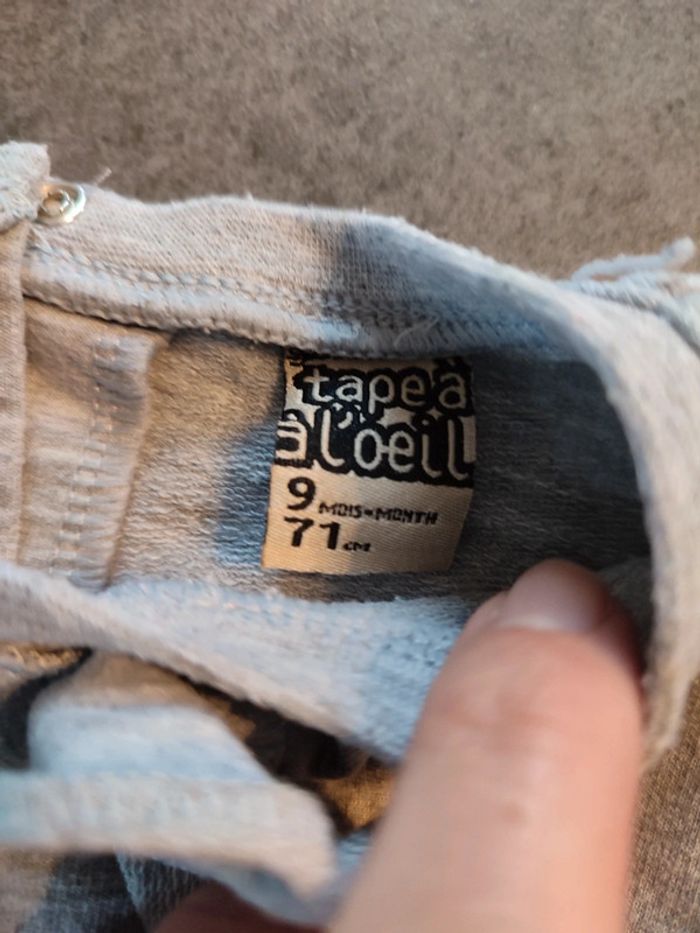 tape à
à l'oeil
9 MOIS-MONTH
71 CM